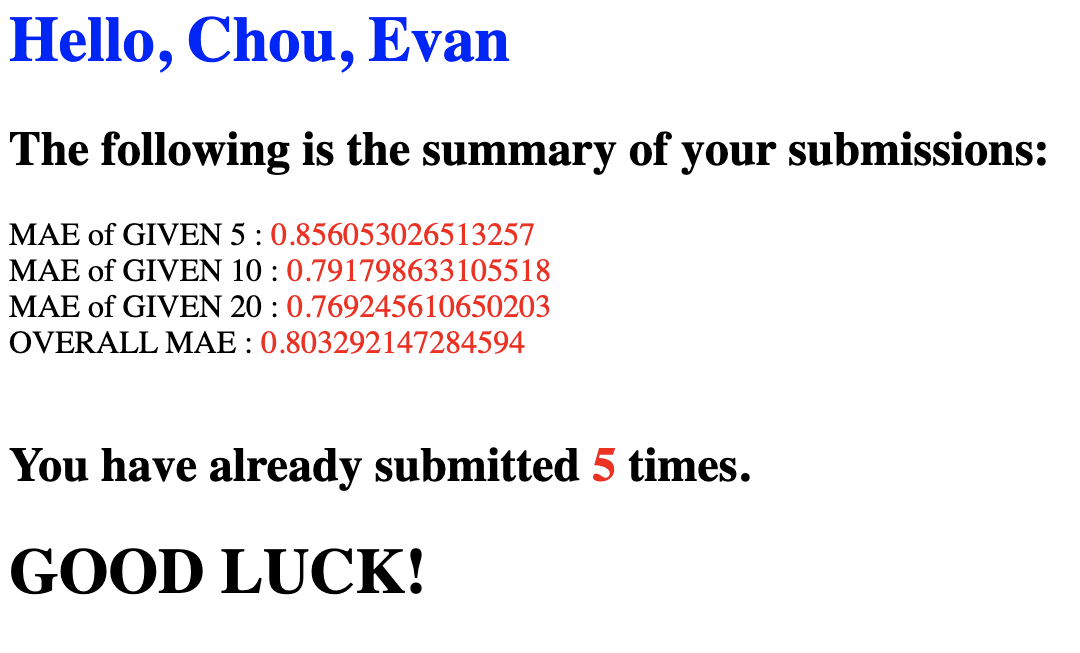 Hello, Chou, Evan
The following is the summary of your submissions:
MAE of GIVEN 5 : 0.856053026513257
MAE of GIVEN 10 : 0.791798633105518
MAE of GIVEN 20 : 0.769245610650203
OVERALL MAE : 0.803292147284594
You have already submitted 5 times.
GOOD LUCK!